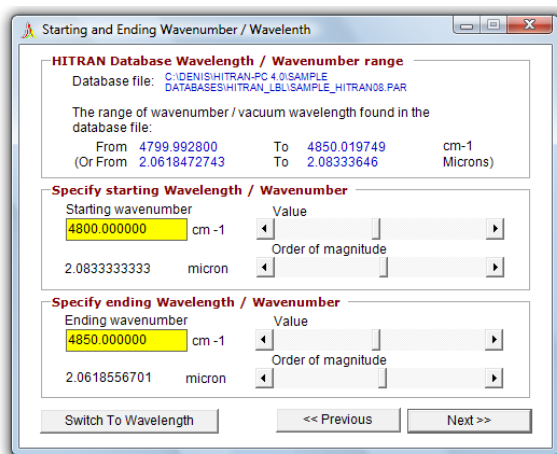 Starting and Ending Wavenumber / Wavelenth
HITRAN Database Wavelength / Wavenumber range
Database file: C:\DENIS\HITRAN-PC 4.0\SAMPLE
DATABASES\HITRAN_LBL\SAMPLE_HITRAN08.PAR
The range of wavenumber / vacuum wavelength found in the
database file:
From 4799.992800 To 4850.019749 cm-1
(Or From 2.0618472743 To 2.08333646 Microns)
Specify starting Wavelength / Wavenumber
Starting wavenumber Value
4800.000000 cm -1
Order of magnitude
2.0833333333 micron
Specify ending Wavelength / Wavenumber
Ending wavenumber Value
4850.000000 cm -1
Order of magnitude
2.0618556701 micron
Switch To Wavelength << Previous Next >>